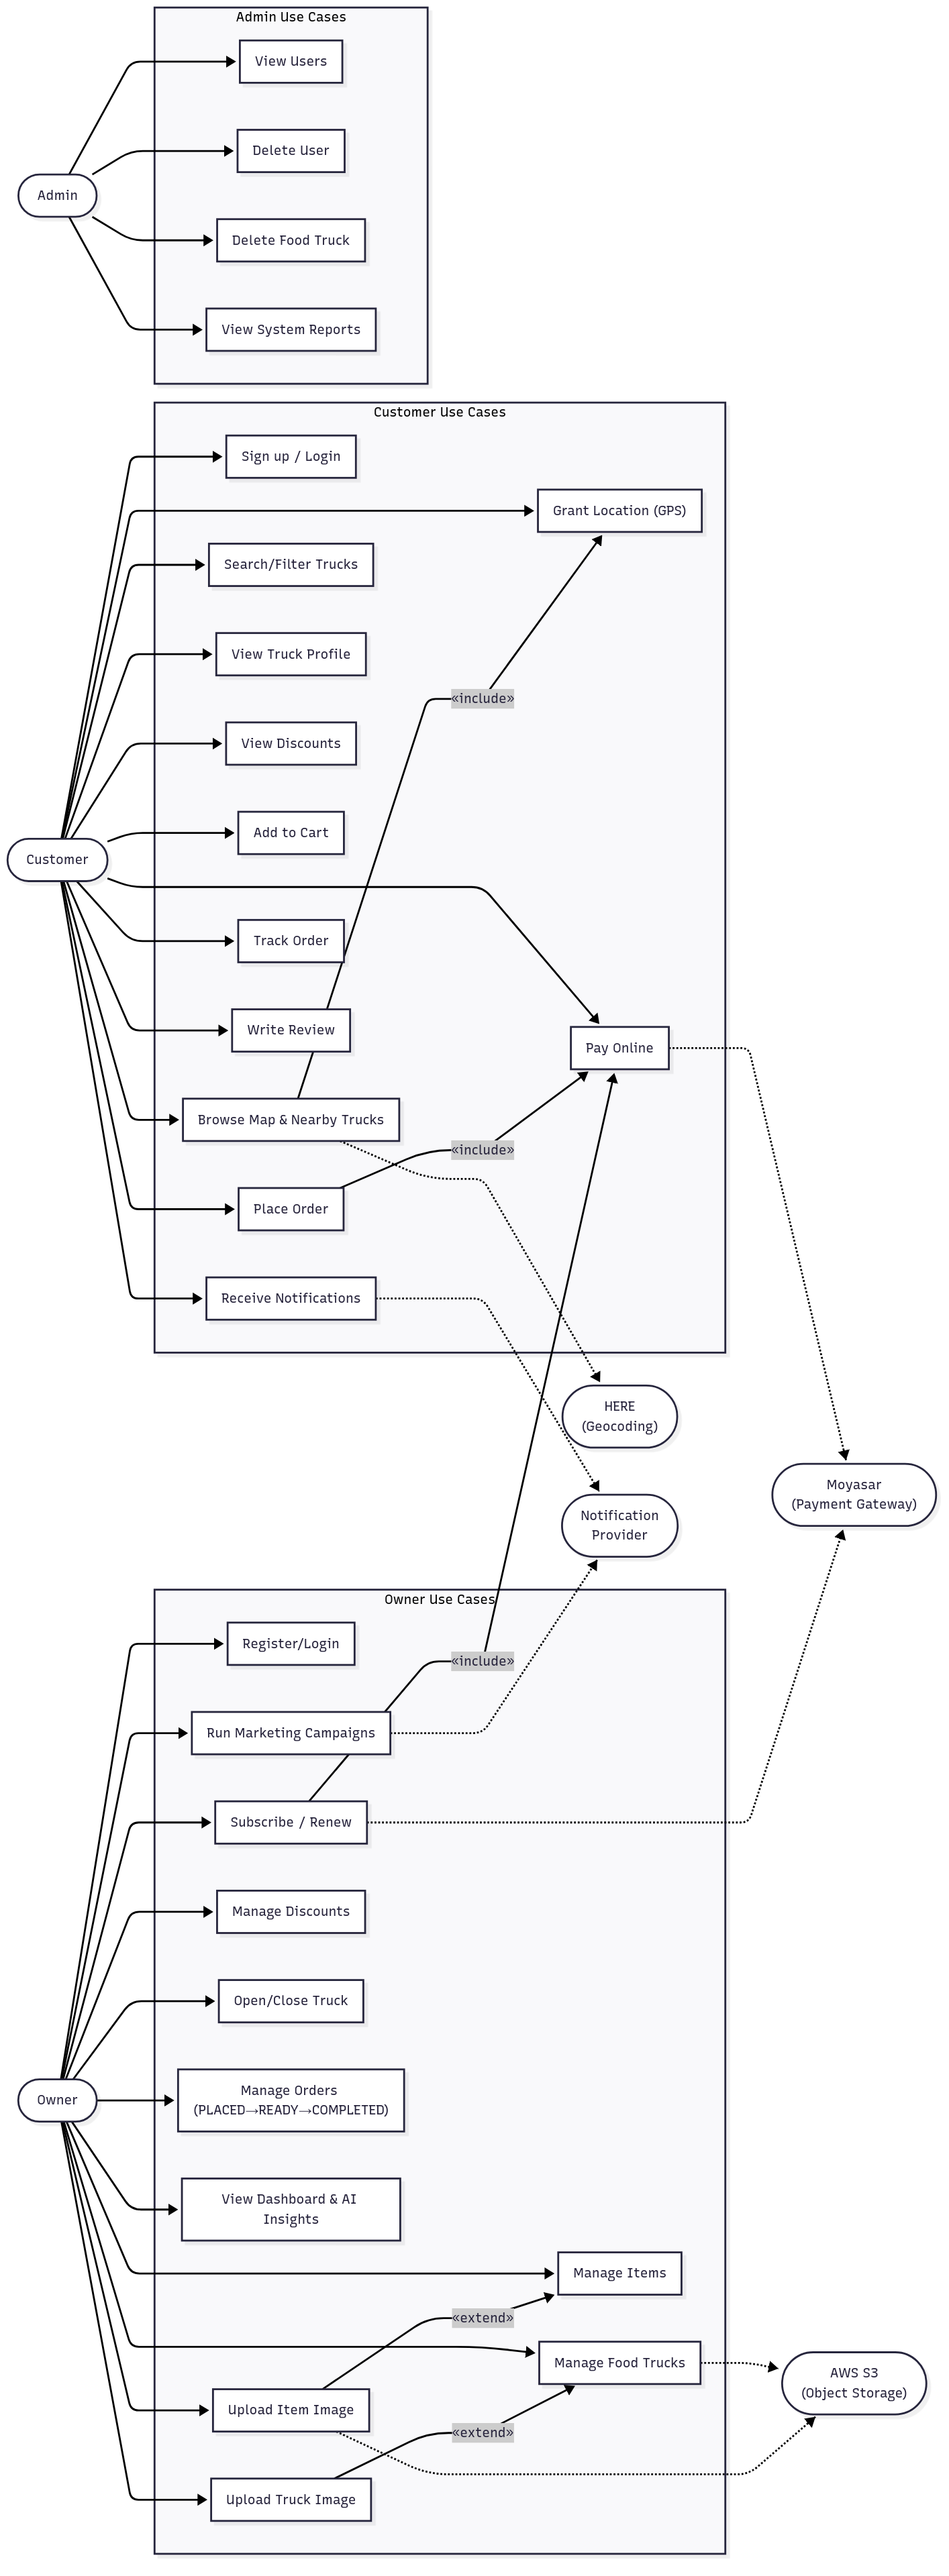 Admin Use Cases
View Users
Delete User
Admin
Delete Food Truck
View System Reports
Customer Use Cases
Sign up / Login
Grant Location (GPS)
Search/Filter Trucks
View Truck Profile
«include»
View Discounts
Add to Cart
Customer
Track Order
Write Review
Pay Online
Browse Map & Nearby Trucks
«include»
Place Order
Receive Notifications
HERE
(Geocoding)
Moyasar
(Payment Gateway)
Notification
Provider
Owner Use Cases
Register/Login
«include»
Run Marketing Campaigns
Subscribe / Renew
Manage Discounts
Open/Close Truck
Owner
Manage Orders
(PLACED→READY→COMPLETED)
View Dashboard & AI
Insights
Manage Items
«extend»
Manage Food Trucks
AWS S3
(Object Storage)
Upload Item Image
«extend»
Upload Truck Image